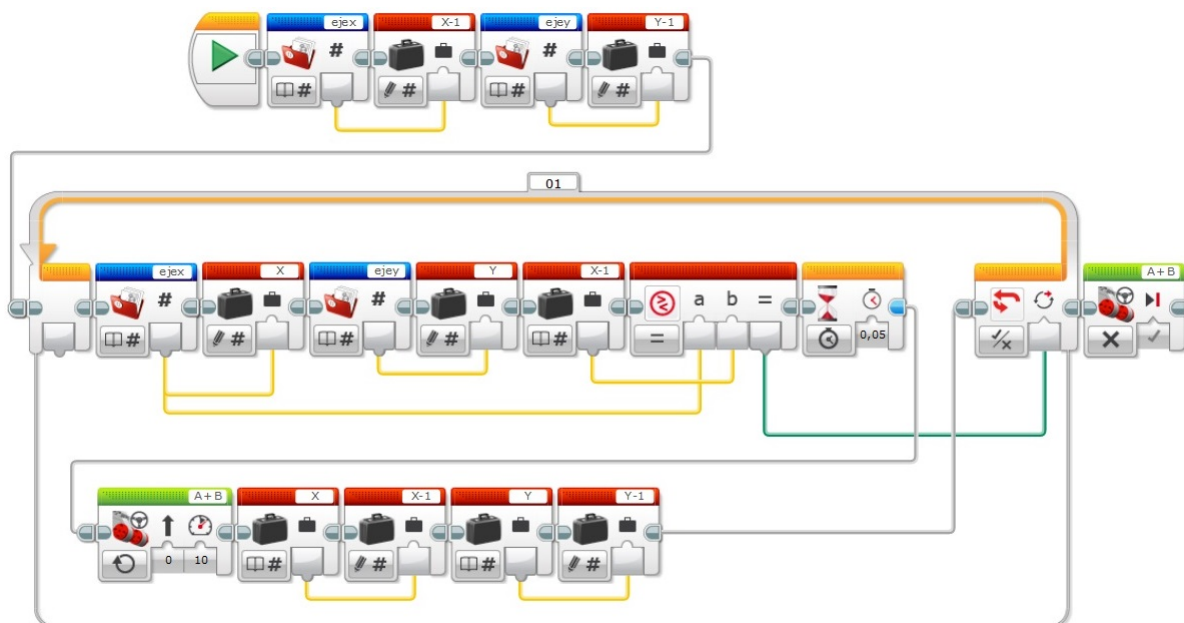 ejex X-1 ejey Y-1
# #
# # # #
01
ejex X ejey Y X-1
# # a b =
# # # # # = 0,05
A+B
A+B X X-1 Y Y-1
0 10 # # # #